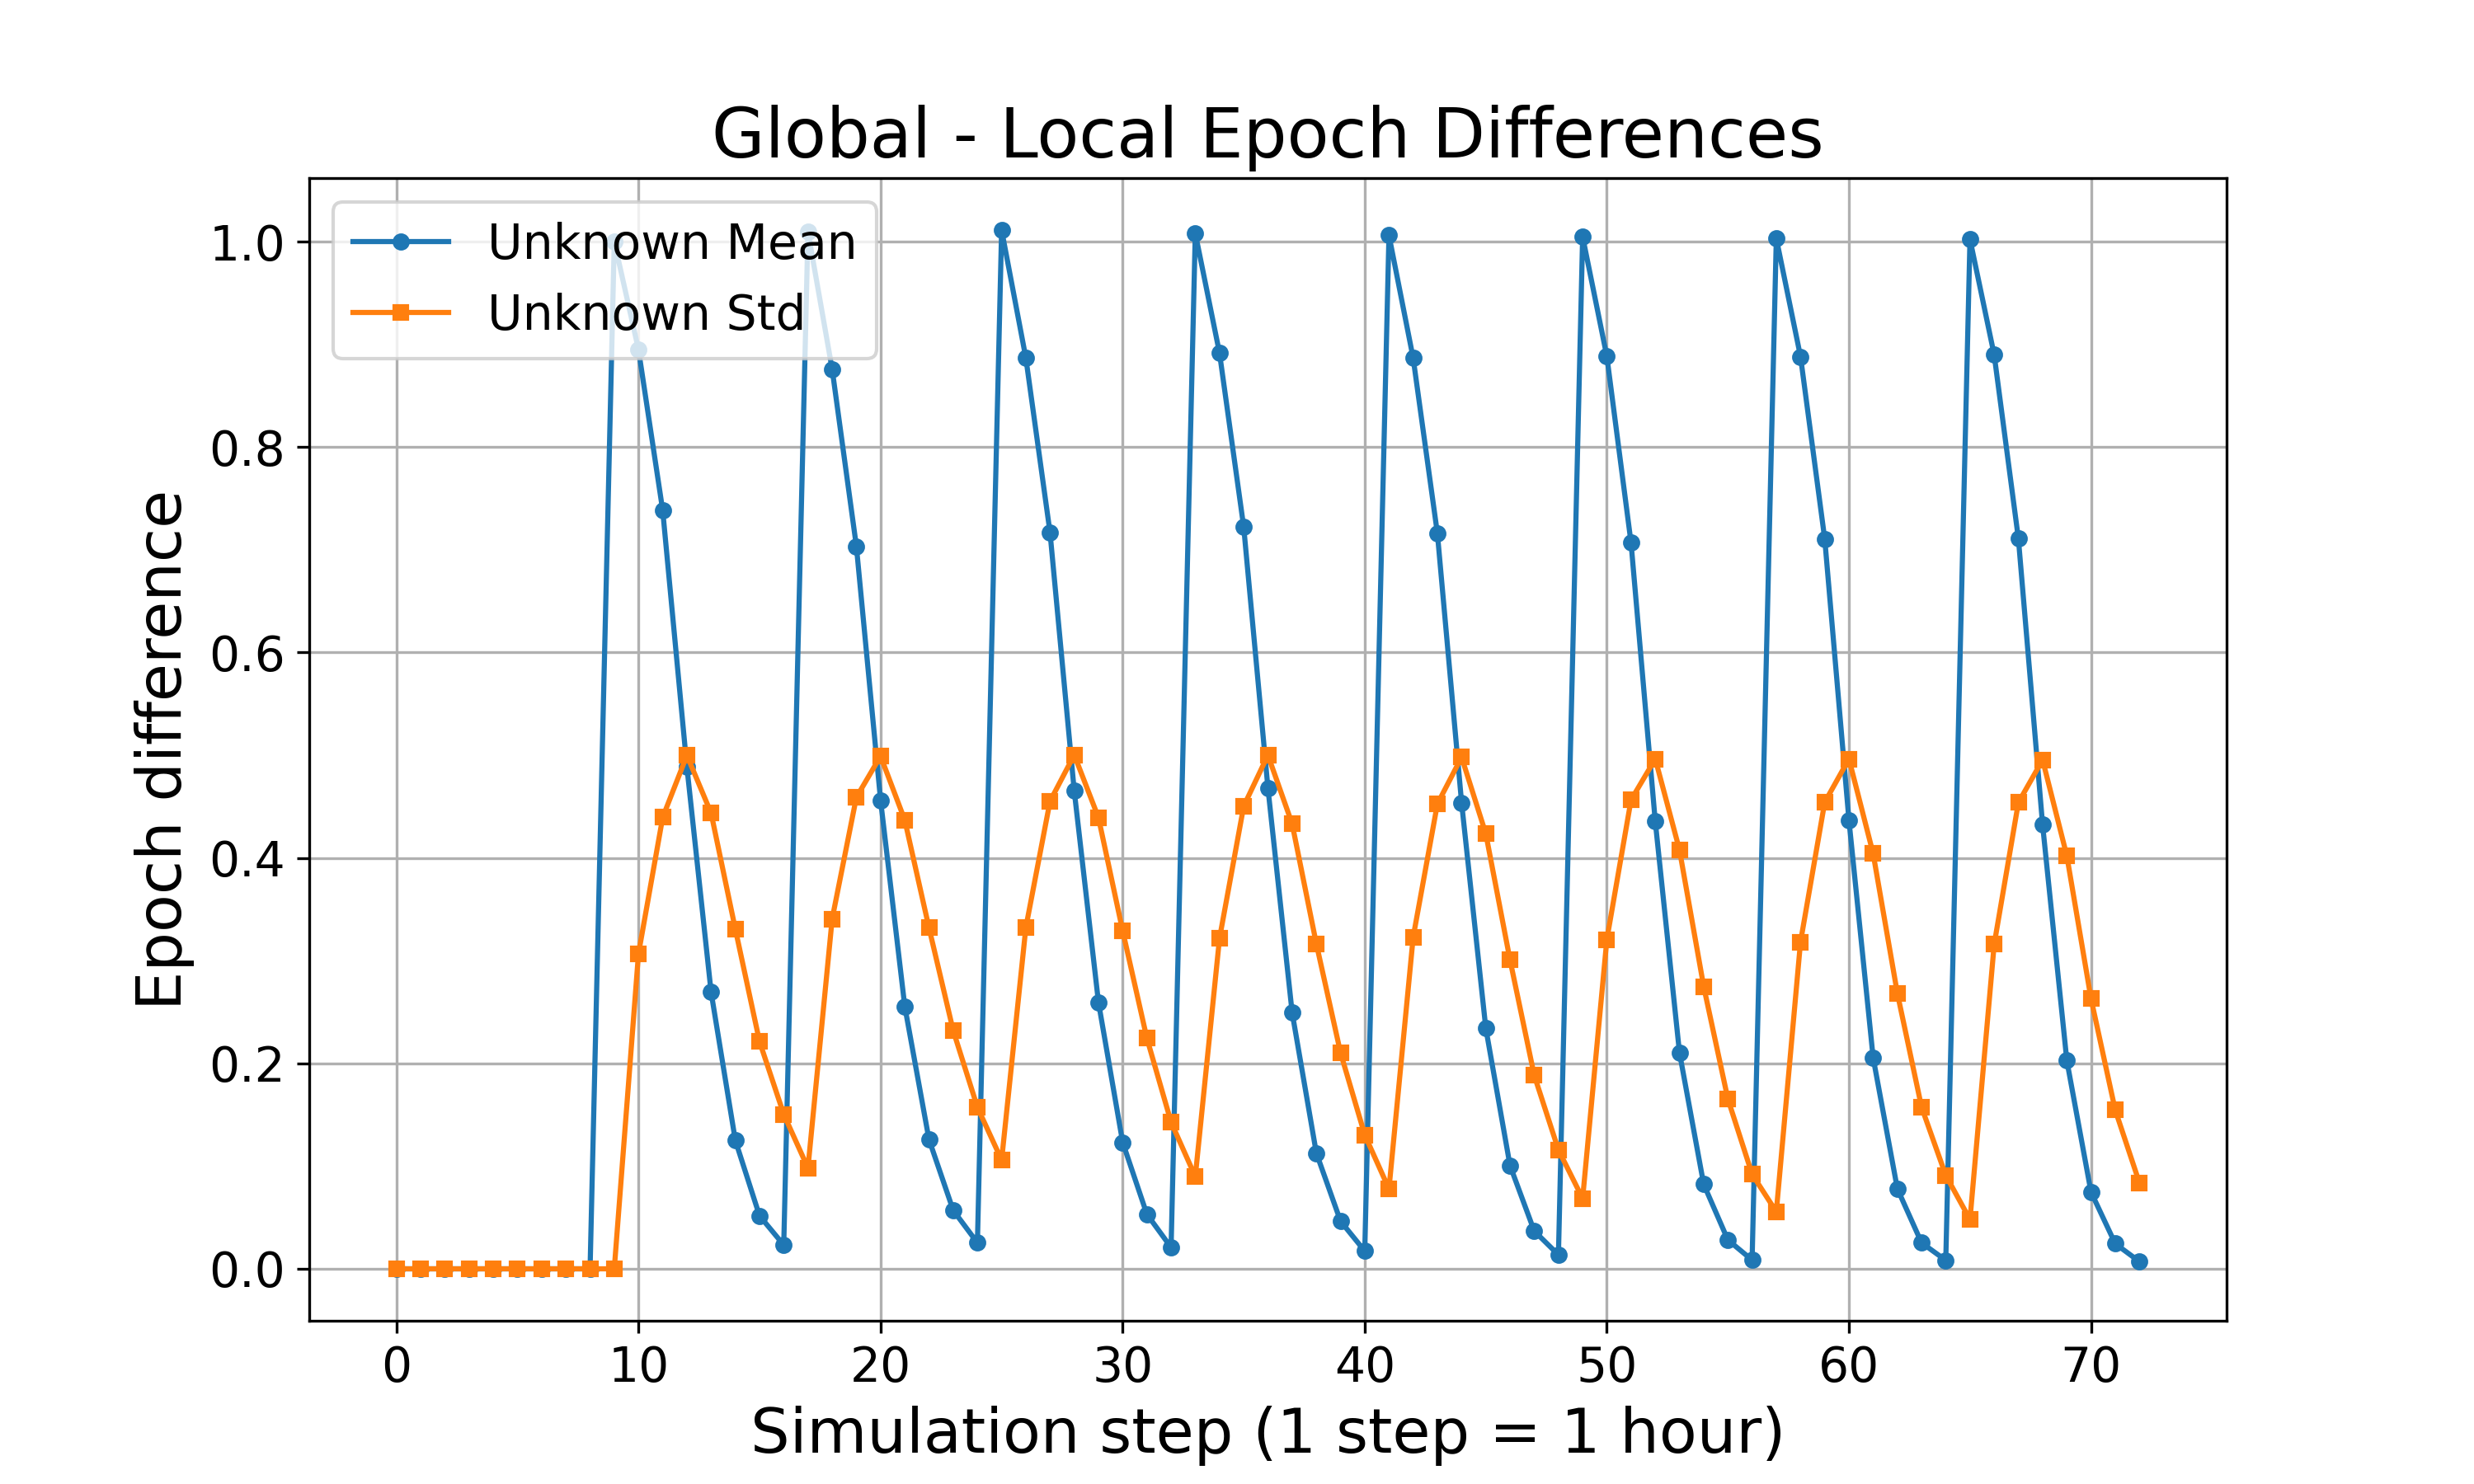 Global - Local Epoch Differences
Unknown Mean
Unknown Std
Epoch difference
1.0
0.8
0.6
0.4
0.2
0.0
0 10 20 30 40 50 60 70
Simulation step (1 step = 1 hour)